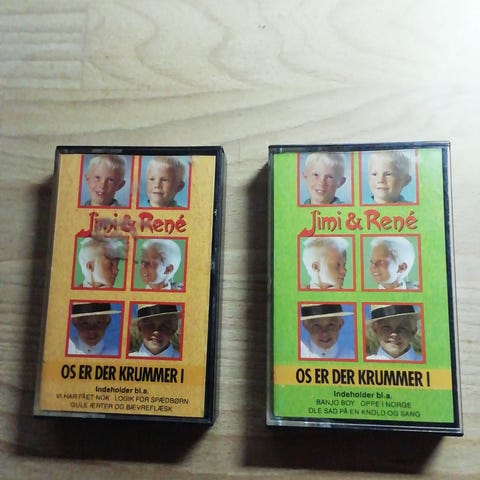 Jimi & René
OS ER DER KRUMMER I
Indeholder bl.a.
VI HAR FÅET NOK LOGIK FOR SPÆDBØRN
GULE ÆRTER OG BÆVREFLÆSK
Jimi & René
OS ER DER KRUMMER I
Indeholder bl.a.
BANJO BOY OPPE I NORGE
OLE SAD PÅ EN KNOLD OG SANG